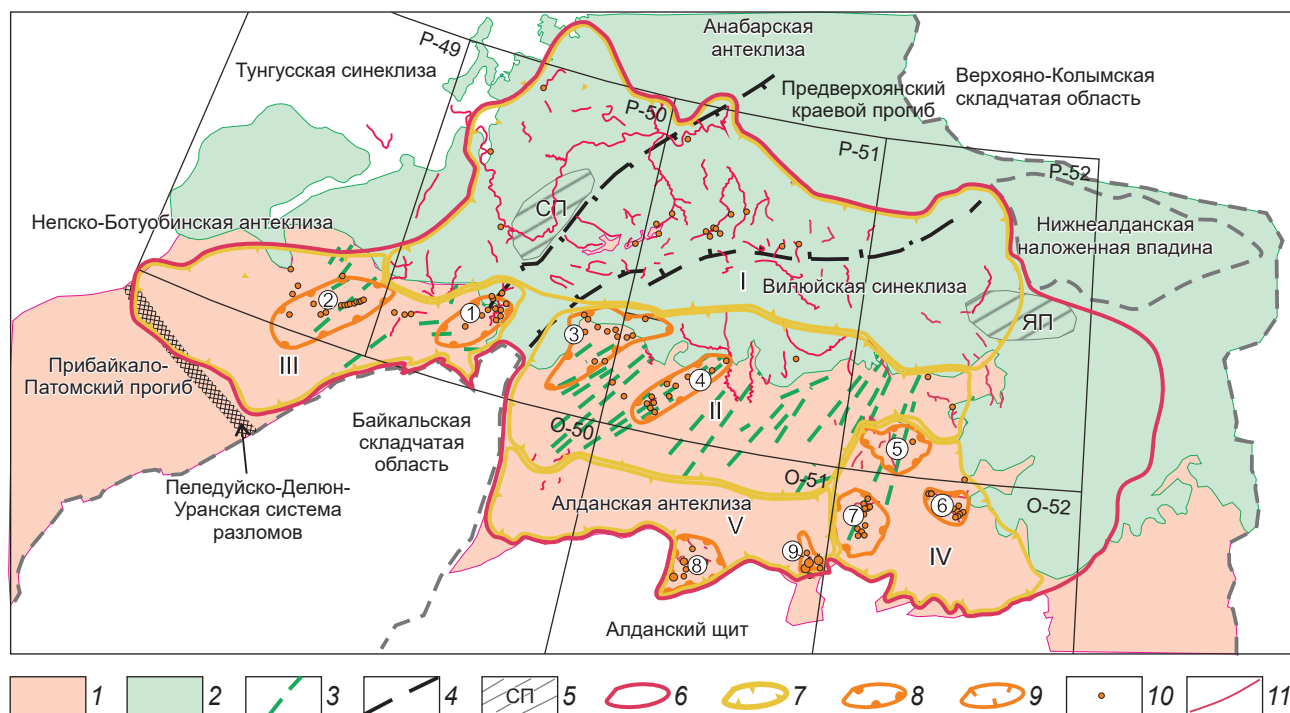 Анабарская
антеклиза
P-49
Тунгусская синеклиза
Верхояно-Колымская
складчатая область
Предверхоянский
краевой прогиб
P-50
P-51
P-52
СП
Непско-Ботуобинская антеклиза
Нижнеалданская
наложенная впадина
I
Вилюйская синеклиза
2
1
3
ЯП
Прибайкало-
Патомский прогиб
III
4
II
Байкальская
складчатая
область
O-50
5
O-51
Пеледуйско-Делюн-
Уранская система
разломов
Алданская антеклиза
V
7
6
O-52
9
8
IV
Алданский щит
1
2
3
4
СП
5
6
7
8
9
10
11